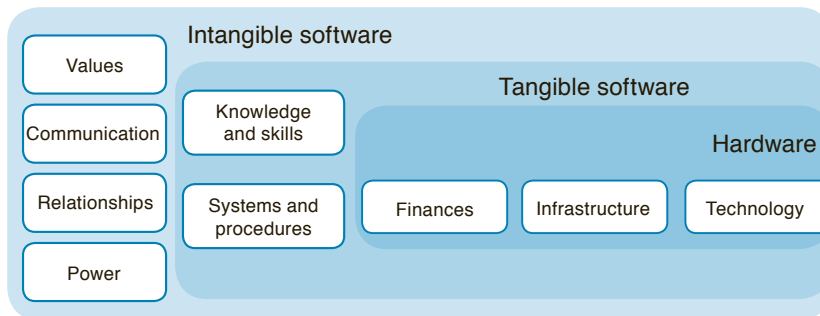 Intangible software
Values
Communication
Relationships
Power
Tangible software
Knowledge
and skills
Systems and
procedures
Hardware
Finances
Infrastructure
Technology